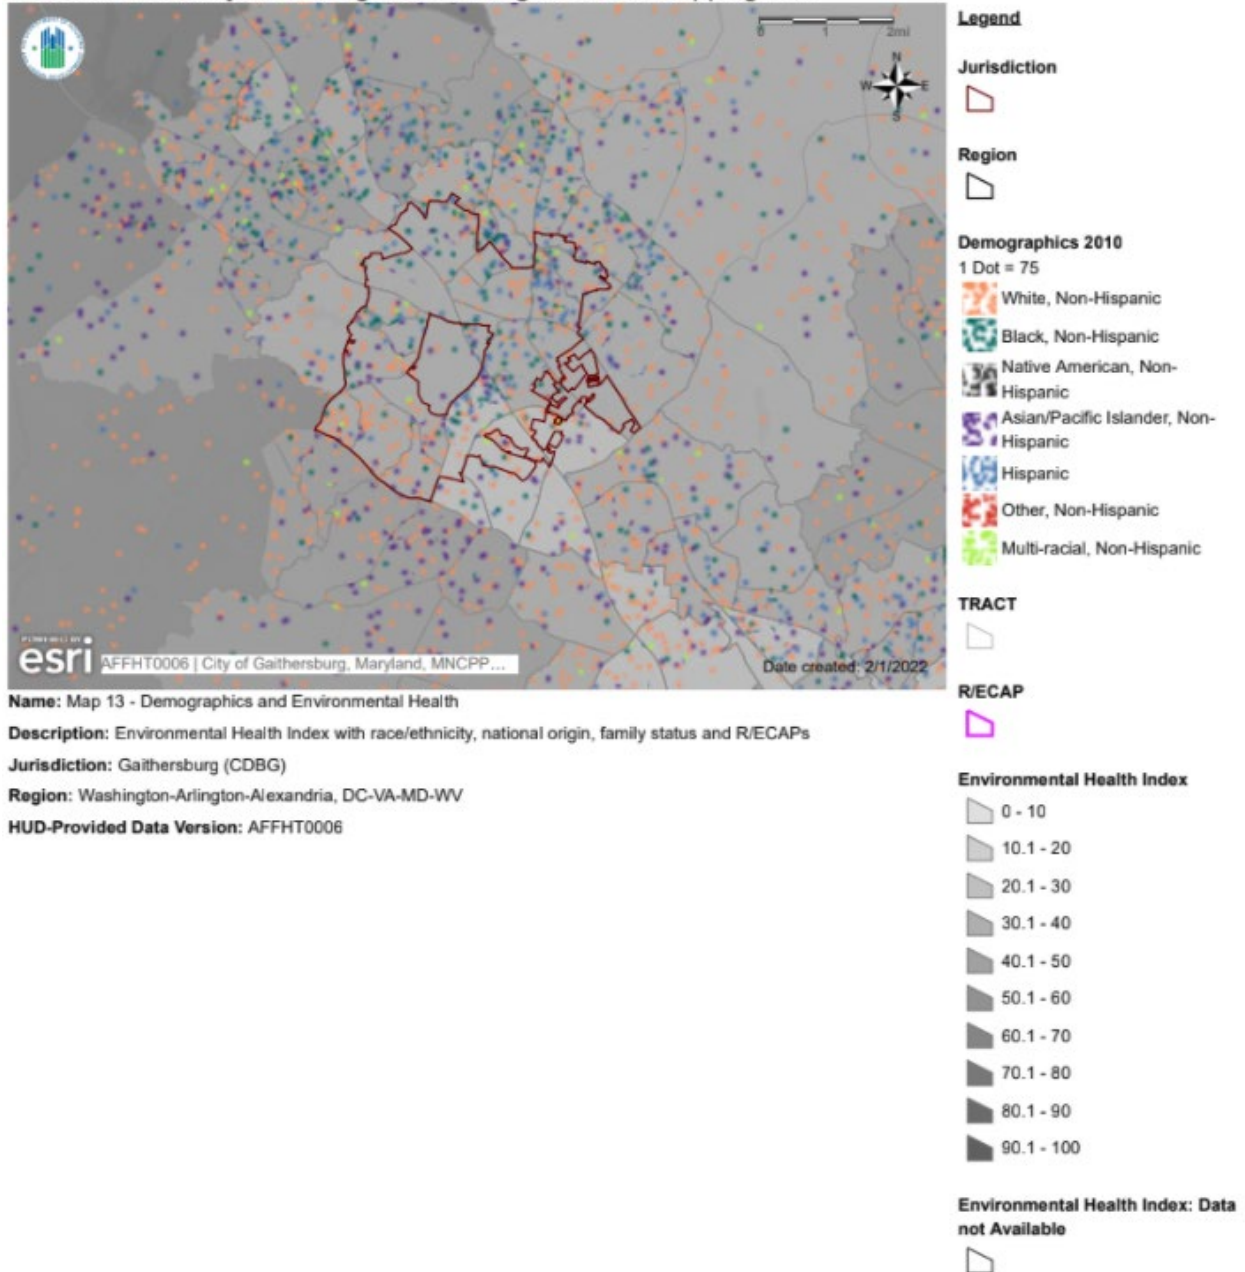 0 1 2mi
N
W E
S
POWERED BY
esri
AFFHT0006 | City of Gaithersburg, Maryland, MNCPP...
Date created: 2/1/2022
Name: Map 13 - Demographics and Environmental Health
Description: Environmental Health Index with race/ethnicity, national origin, family status and R/ECAPs
Jurisdiction: Gaithersburg (CDBG)
Region: Washington-Arlington-Alexandria, DC-VA-MD-WV
HUD-Provided Data Version: AFFHT0006
Legend
Jurisdiction
Region
Demographics 2010
1 Dot = 75
White, Non-Hispanic
Black, Non-Hispanic
Native American, Non-
Hispanic
Asian/Pacific Islander, Non-
Hispanic
Hispanic
Other, Non-Hispanic
Multi-racial, Non-Hispanic
TRACT
R/ECAP
Environmental Health Index
0 - 10
10.1 - 20
20.1 - 30
30.1 - 40
40.1 - 50
50.1 - 60
60.1 - 70
70.1 - 80
80.1 - 90
90.1 - 100
Environmental Health Index: Data
not Available